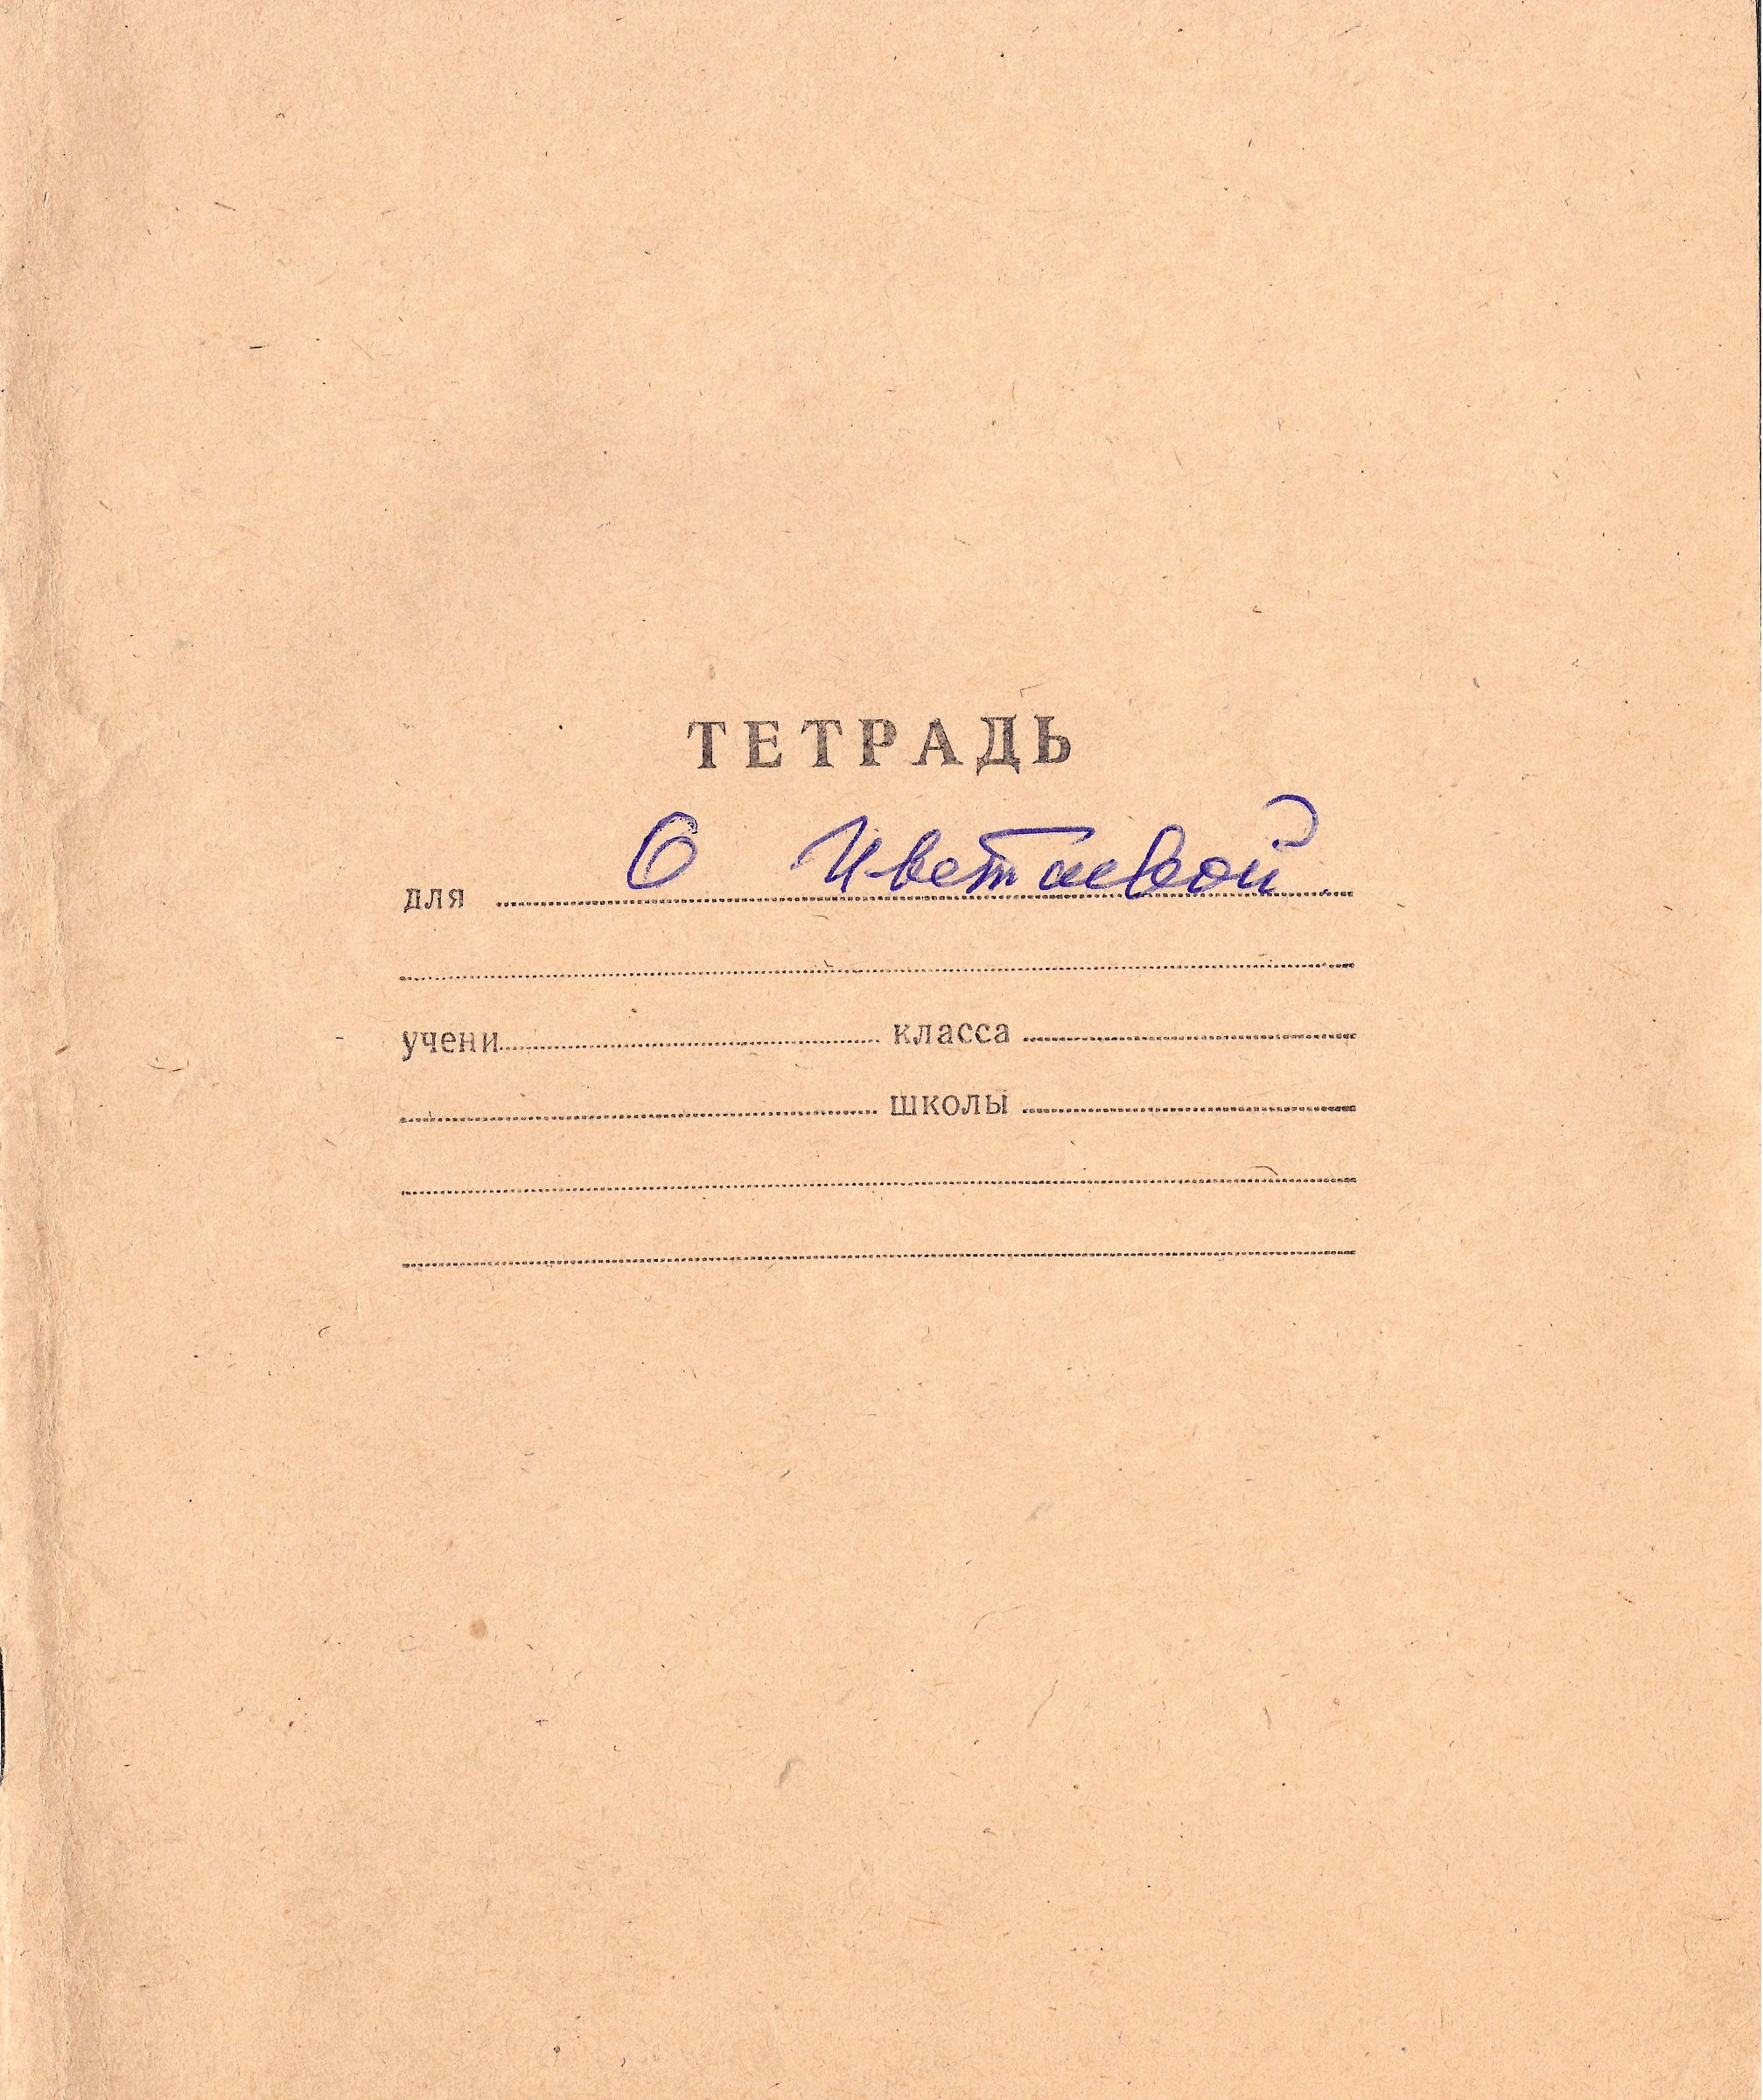 ТЕТРАДЬ
для О Цветаевой
учени класса
школы